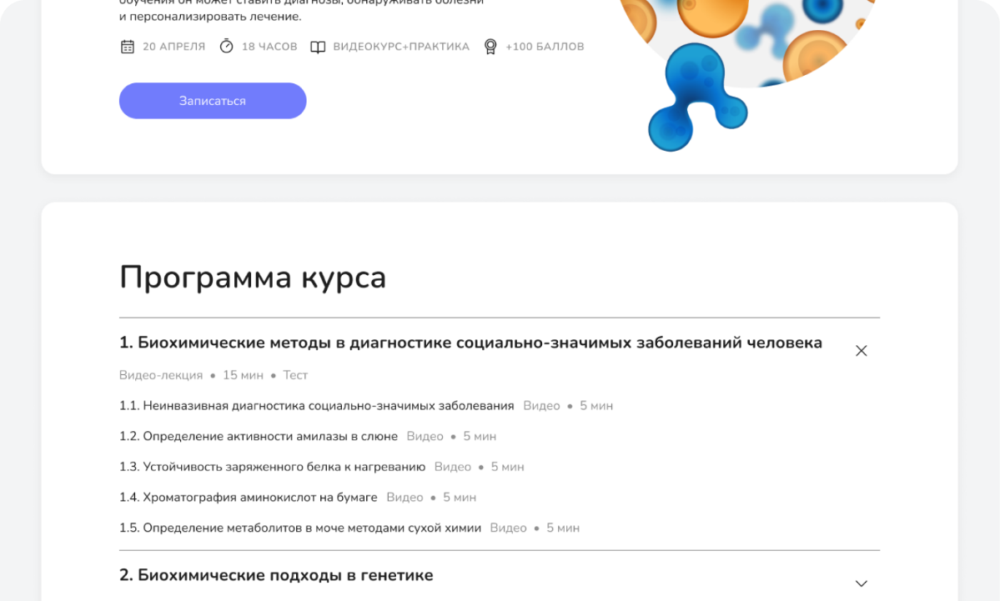 обучения он может ставить диагнозы, обнаруживать болезни
и персонализировать лечение.
20 АПРЕЛЯ 18 ЧАСОВ ВИДЕОКУРС+ПРАКТИКА +100 БАЛЛОВ
Записаться
Программа курса
1. Биохимические методы в диагностике социально-значимых заболеваний человека
Видео-лекция • 15 мин • Тест
1.1. Неинвазивная диагностика социально-значимых заболевания Видео • 5 мин
1.2. Определение активности амилазы в слюне Видео • 5 мин
1.3. Устойчивость заряженного белка к нагреванию Видео • 5 мин
1.4. Хроматография аминокислот на бумаге Видео • 5 мин
1.5. Определение метаболитов в моче методами сухой химии Видео • 5 мин
2. Биохимические подходы в генетике